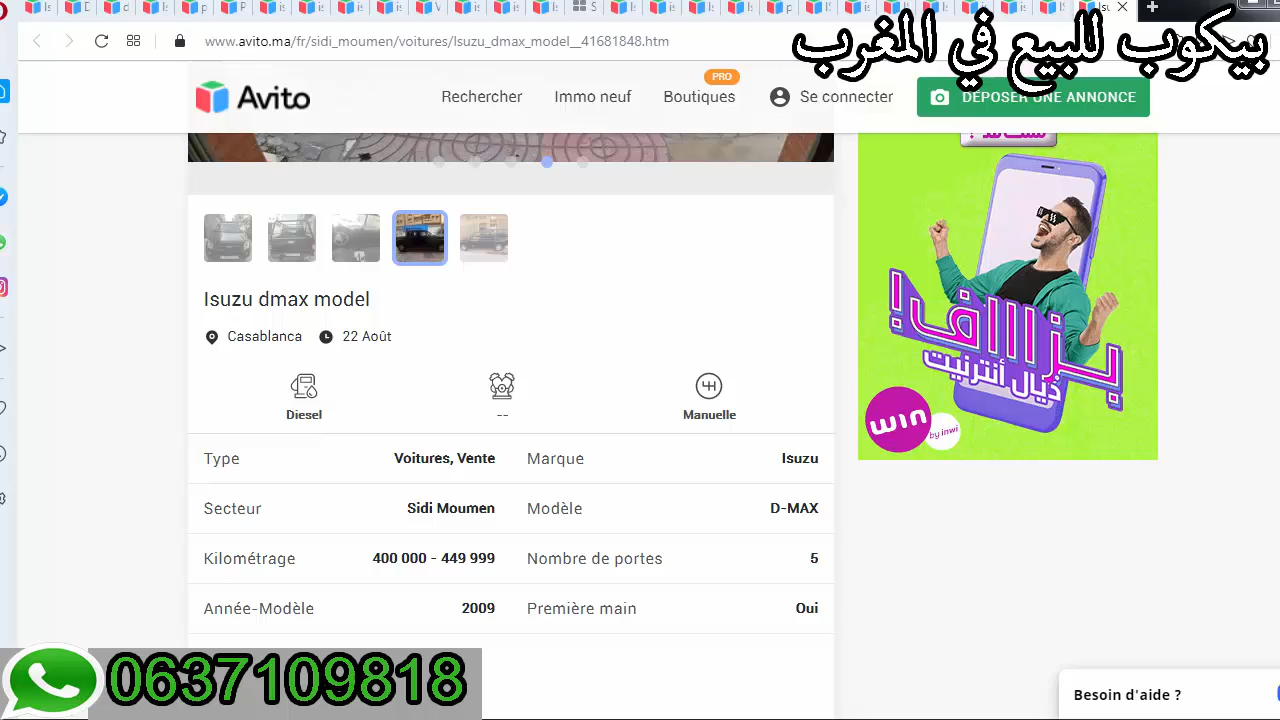 بيكوب للبيع في المغرب
www.avito.ma/fr/sidi_moumen/voitures/Isuzu_dmax_model__41681848.htm
Avito
Rechercher
Immo neuf
PRO
Boutiques
Se connecter
DÉPOSER UNE ANNONCE
Isuzu dmax model
Casablanca
22 Août
Diesel
--
Manuelle
Type Voitures, Vente
Marque Isuzu
Secteur Sidi Moumen
Modèle D-MAX
Kilométrage 400 000 - 449 999
Nombre de portes 5
Année-Modèle 2009
Première main Oui
بزاااف!
ديال أنترنيت
win
by inwi
0637109818
Besoin d'aide ?